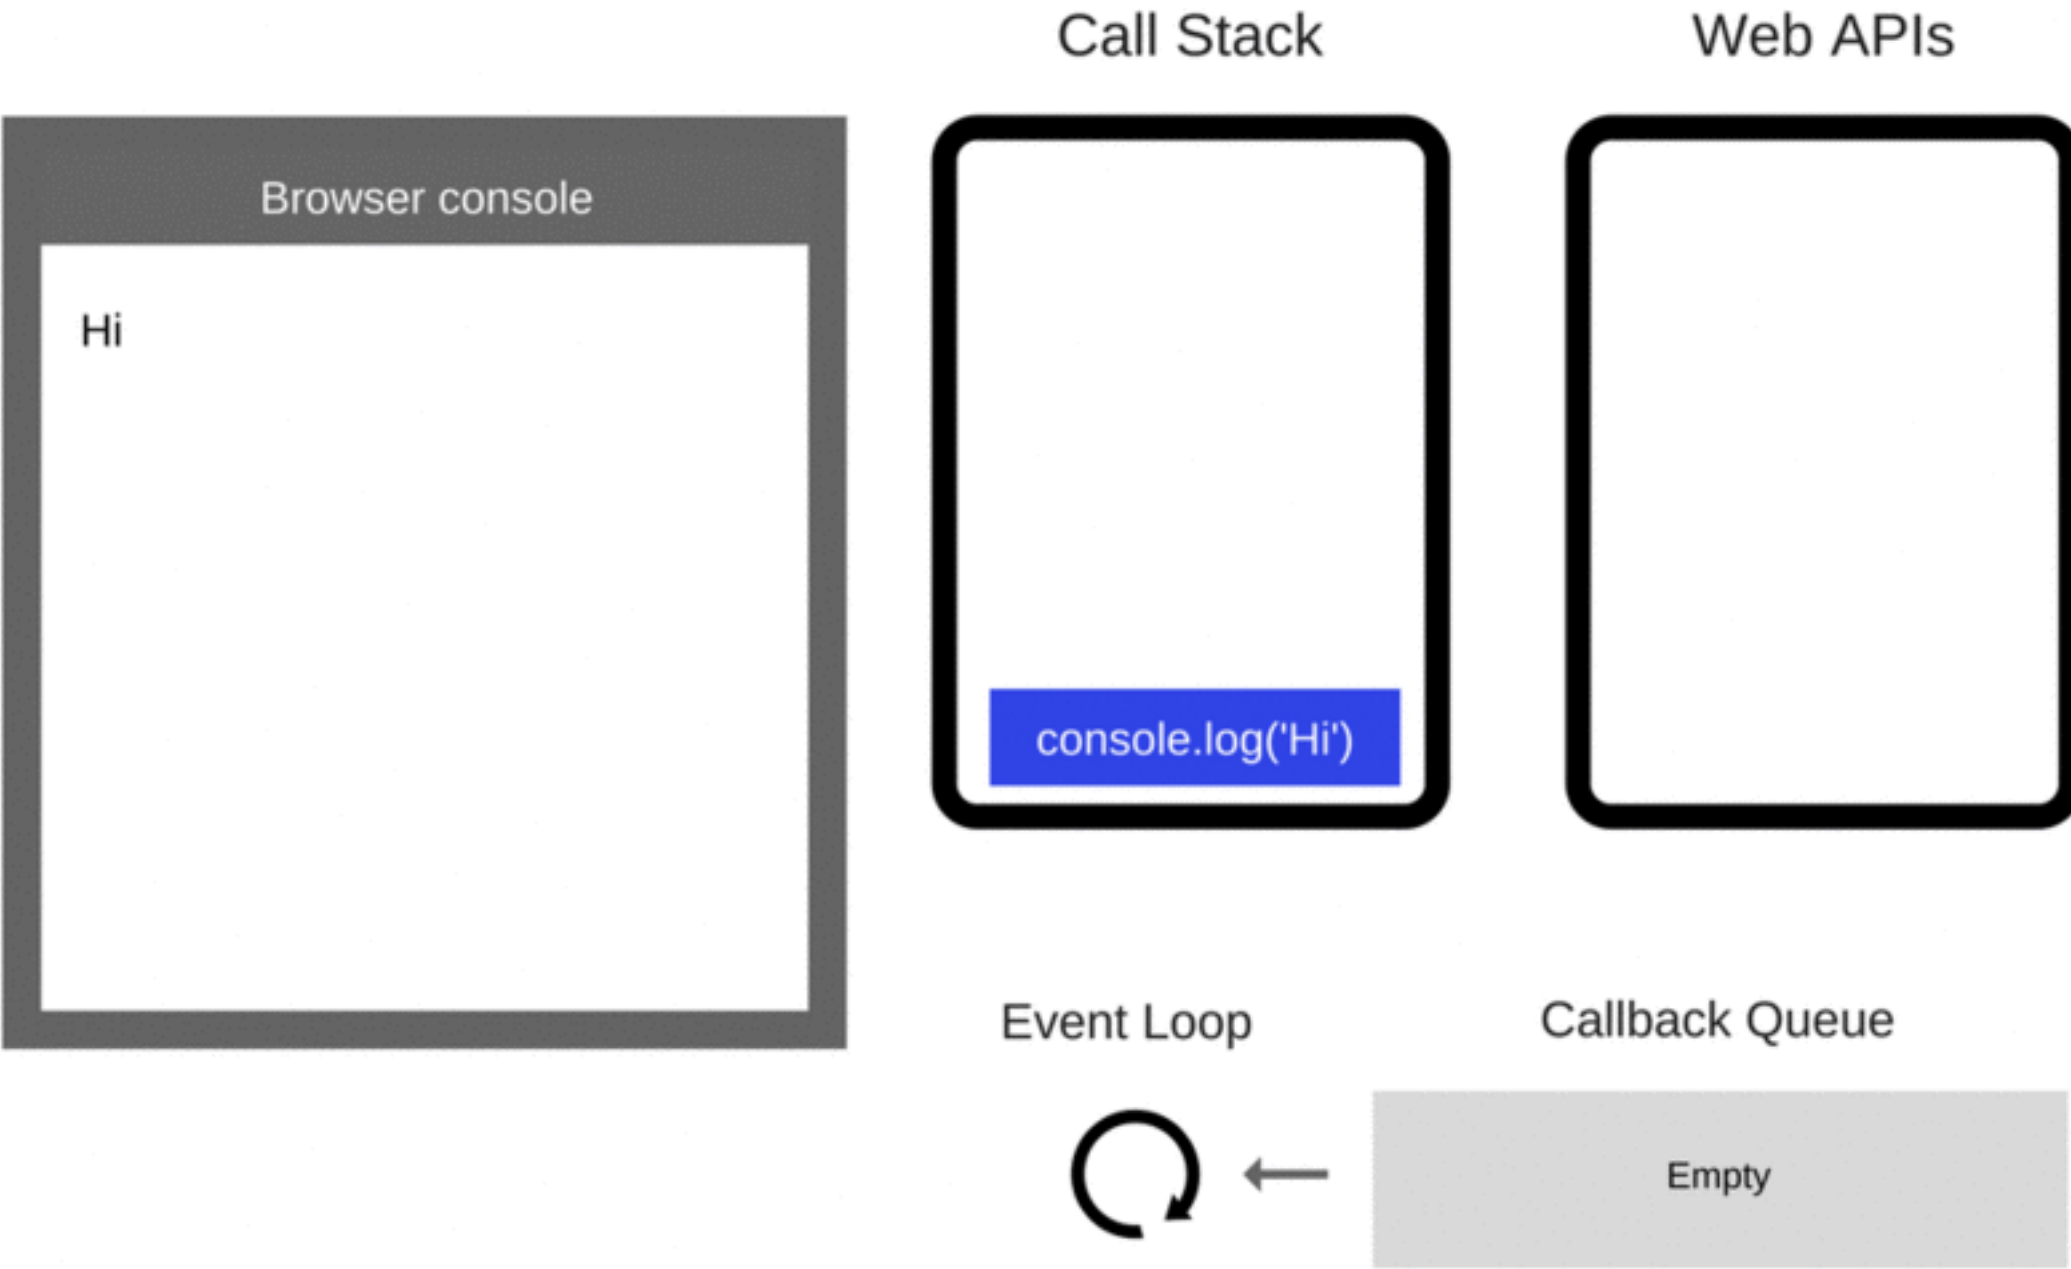 Call Stack
Web APIs
Browser console
Hi
console.log('Hi')
Event Loop
Callback Queue
Empty